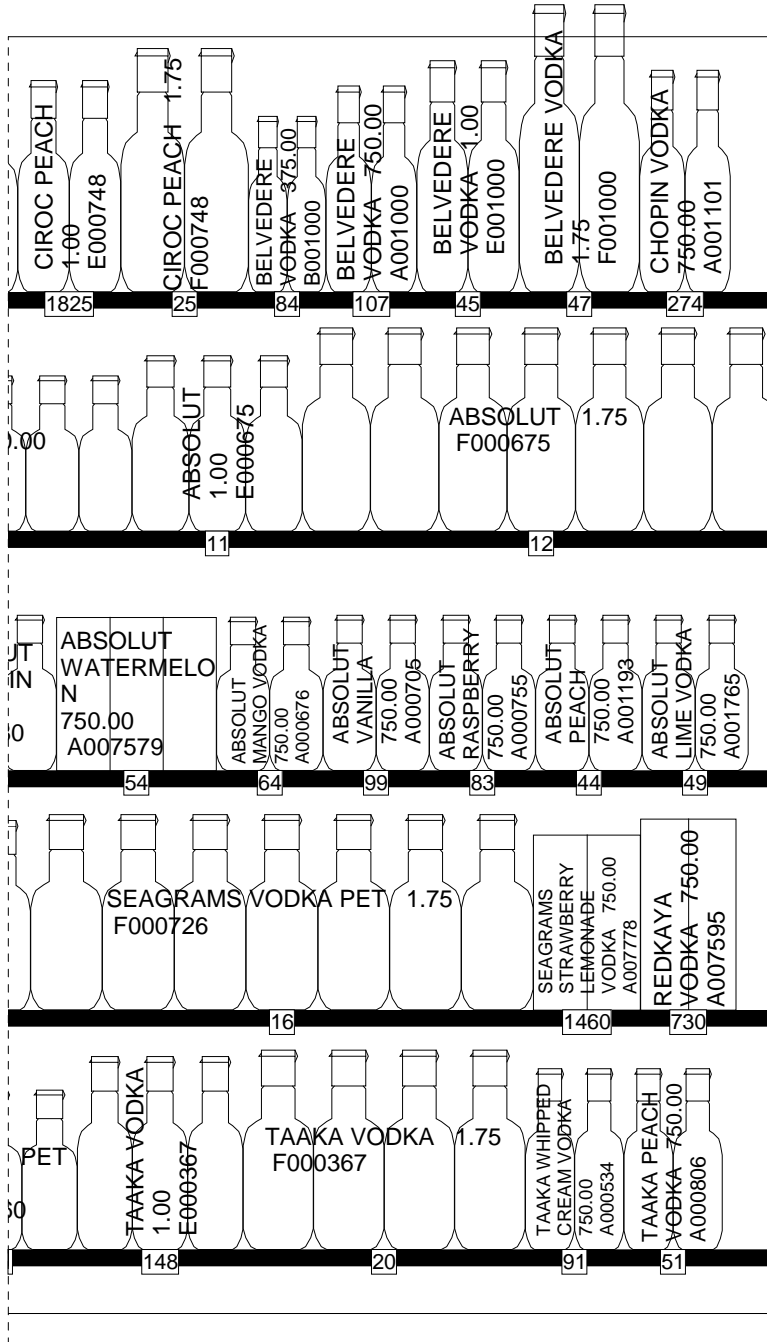 CIROC PEACH
1.00
E000748
CIROC PEACH 1.75
F000748
BELVEDERE
VODKA 375.00
B001000
BELVEDERE
VODKA 750.00
A001000
BELVEDERE
VODKA 1.00
E001000
BELVEDERE VODKA
1.75
F001000
CHOPIN VODKA
750.00
A001101
1825
25
84
107
45
47
274
0.00
ABSOLUT
1.00
E000675
ABSOLUT 1.75
F000675
11
12
UT
IN
30
ABSOLUT
WATERMELO
N
750.00
A007579
ABSOLUT
MANGO VODKA
750.00
A000676
ABSOLUT
VANILLA
750.00
A000705
ABSOLUT
RASPBERRY
750.00
A000755
ABSOLUT
PEACH
750.00
A001193
ABSOLUT
LIME VODKA
750.00
A001765
54
64
99
83
44
49
SEAGRAMS VODKA PET 1.75
F000726
SEAGRAMS
STRAWBERRY
LEMONADE
VODKA 750.00
A007778
REDKAYA
VODKA 750.00
A007595
16
1460
730
PET
60
TAAKA VODKA
1.00
E000367
TAAKA VODKA 1.75
F000367
TAAKA WHIPPED
CREAM VODKA
750.00
A000534
TAAKA PEACH
VODKA 750.00
A000806
148
20
91
51